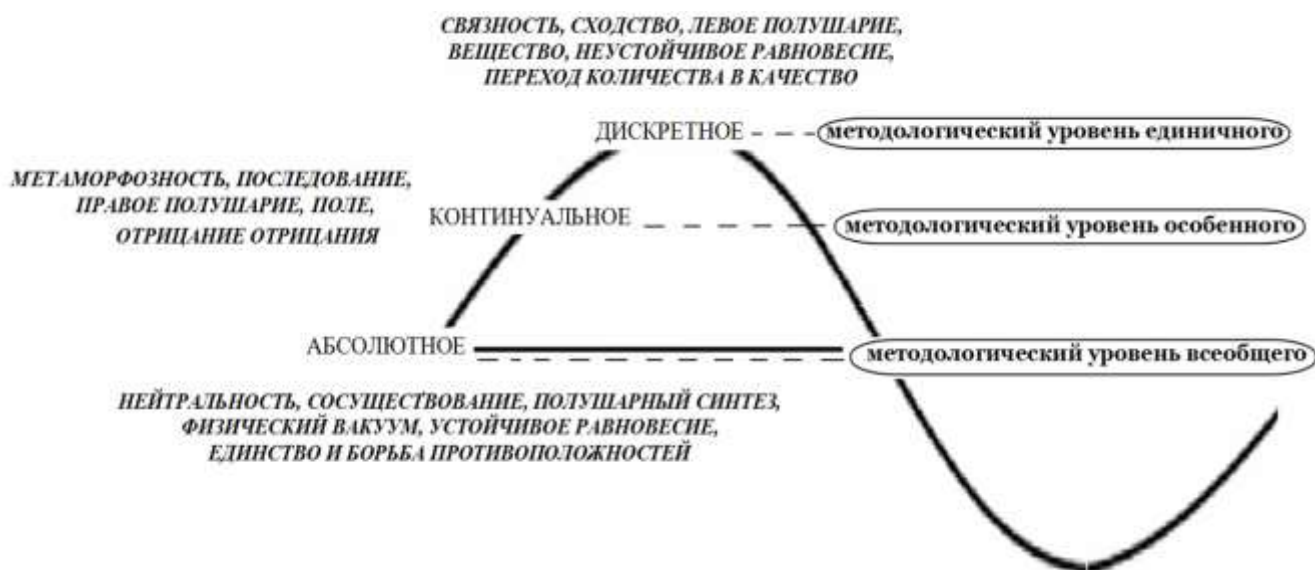 СВЯЗНОСТЬ, СХОДСТВО, ЛЕВОЕ ПОЛУШАРИЕ,
ВЕЩЕСТВО, НЕУСТОЙЧИВОЕ РАВНОВЕСИЕ,
ПЕРЕХОД КОЛИЧЕСТВА В КАЧЕСТВО
ДИСКРЕТНОЕ
методологический уровень единичного
МЕТАМОРФОЗНОСТЬ, ПОСЛЕДОВАНИЕ,
ПРАВОЕ ПОЛУШАРИЕ, ПОЛЕ,
ОТРИЦАНИЕ ОТРИЦАНИЯ
КОНТИНУАЛЬНОЕ
методологический уровень особенного
АБСОЛЮТНОЕ
методологический уровень всеобщего
НЕЙТРАЛЬНОСТЬ, СОСУЩЕСТВОВАНИЕ, ПОЛУШАРНЫЙ СИНТЕЗ,
ФИЗИЧЕСКИЙ ВАКУУМ, УСТОЙЧИВОЕ РАВНОВЕСИЕ,
ЕДИНСТВО И БОРЬБА ПРОТИВОПОЛОЖНОСТЕЙ